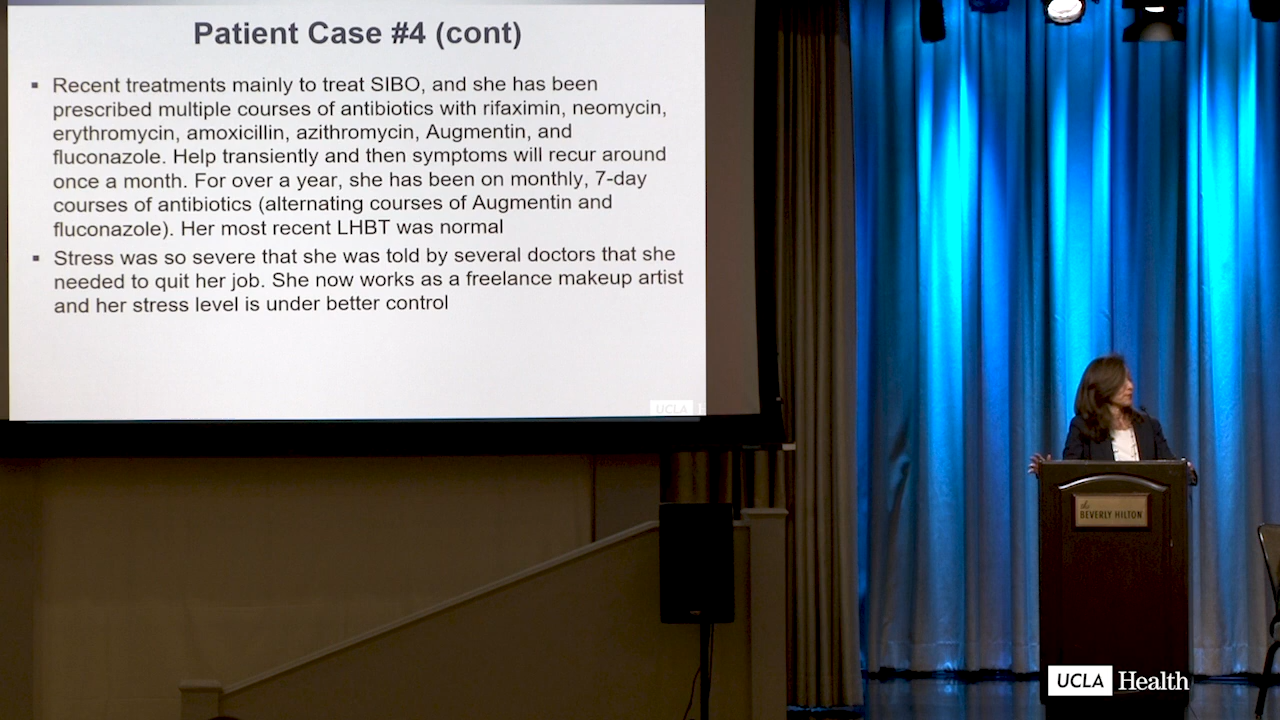 Patient Case #4 (cont)
▪ Recent treatments mainly to treat SIBO, and she has been
prescribed multiple courses of antibiotics with rifaximin, neomycin,
erythromycin, amoxicillin, azithromycin, Augmentin, and
fluconazole. Help transiently and then symptoms will recur around
once a month. For over a year, she has been on monthly, 7-day
courses of antibiotics (alternating courses of Augmentin and
fluconazole). Her most recent LHBT was normal
▪ Stress was so severe that she was told by several doctors that she
needed to quit her job. She now works as a freelance makeup artist
and her stress level is under better control
UCLA
the
BEVERLY HILTON
UCLA Health